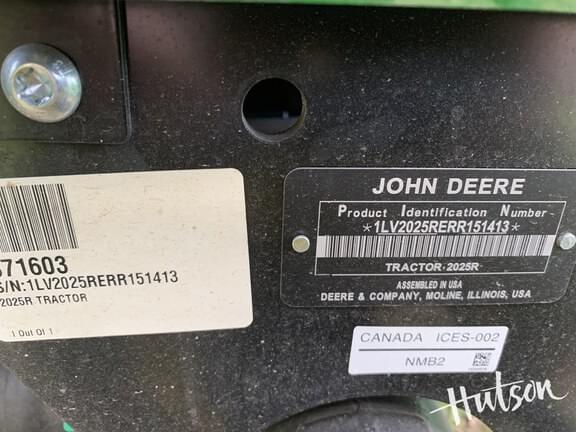 71603
S/N:1LV2025RERR151413
2025R TRACTOR
1 Out Of 1
JOHN DEERE
Product Identification Number
*1LV2025RERR151413*
TRACTOR-2025R
ASSEMBLED IN USA
DEERE & COMPANY, MOLINE, ILLINOIS, USA
CANADA ICES-002
NMB2
Hutson